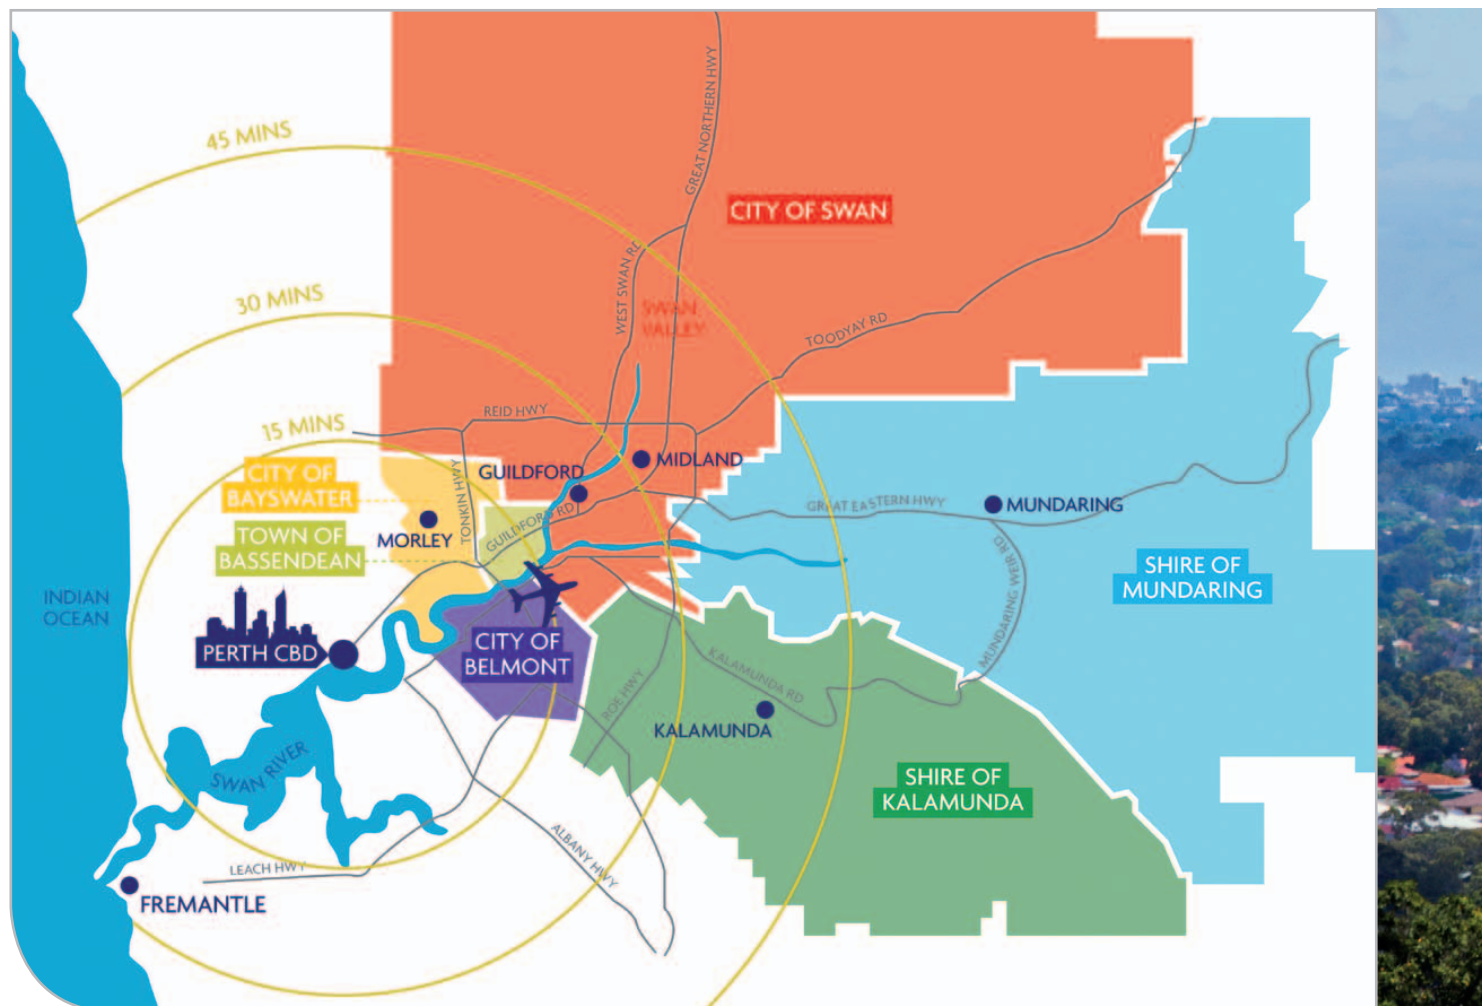 45 MINS
GREAT NORTHERN HWY
CITY OF SWAN
WEST SWAN RD
30 MINS
SWAN
VALLEY
TOODYAY RD
15 MINS
REID HWY
CITY OF
BAYSWATER
TONKIN HWY
GUILDFORD
MIDLAND
GREAT EASTERN HWY
MUNDARING
TOWN OF
BASSENDEAN
MORLEY
GUILDFORD RD
SHIRE OF
MUNDARING
MUNDARING WEIR RD
INDIAN
OCEAN
PERTH CBD
CITY OF
BELMONT
ROE HWY
KALAMUNDA RD
KALAMUNDA
SWAN RIVER
SHIRE OF
KALAMUNDA
ALBANY HWY
LEACH HWY
FREMANTLE